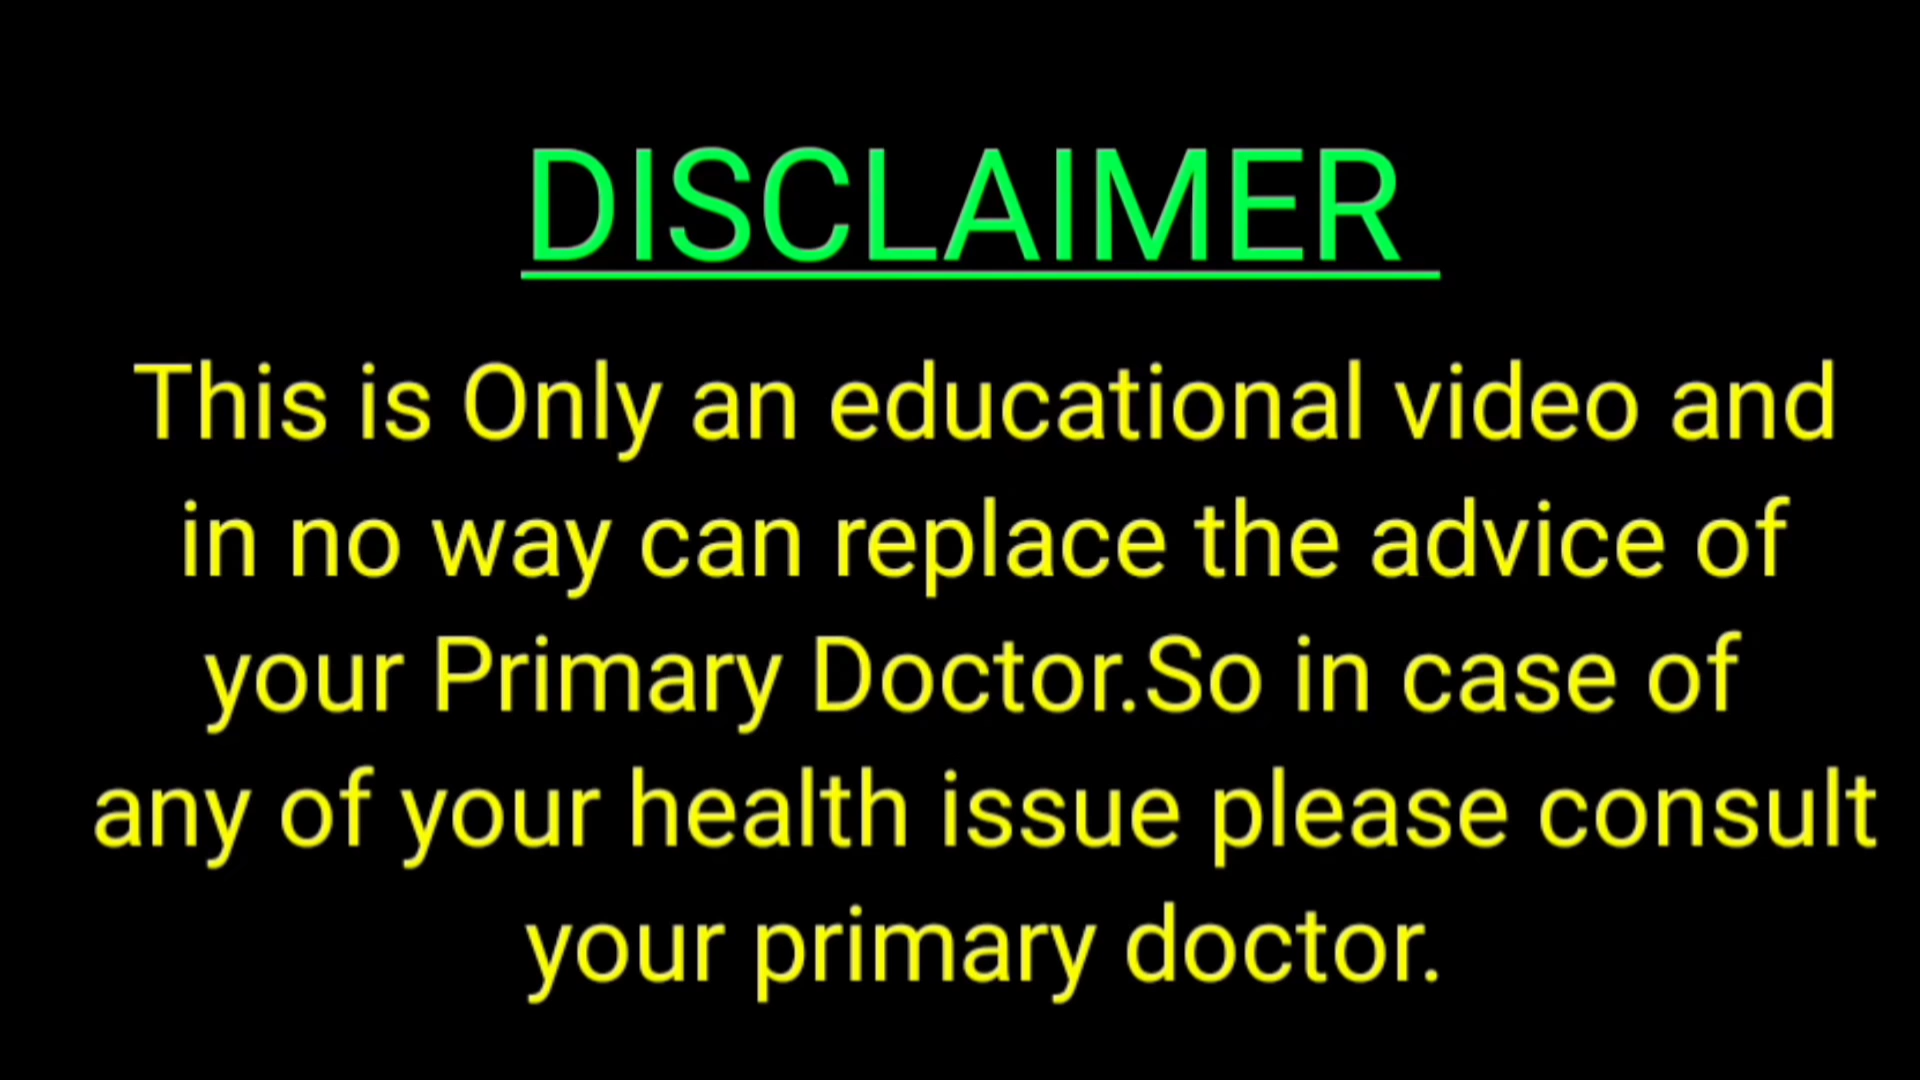 DISCLAIMER
This is Only an educational video and
in no way can replace the advice of
your Primary Doctor.So in case of
any of your health issue please consult
your primary doctor.